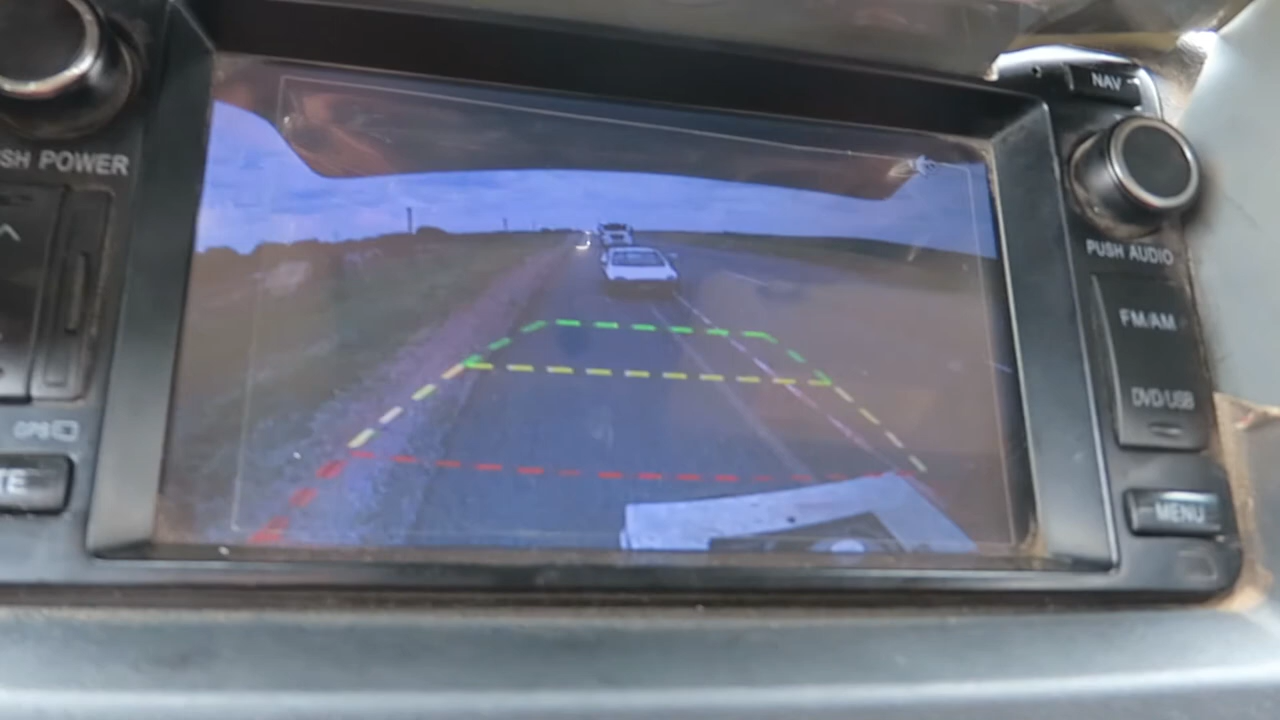 SH POWER
GPS
TE
NAV
PUSH AUDIO
FM/AM
DVD/USB
MENU